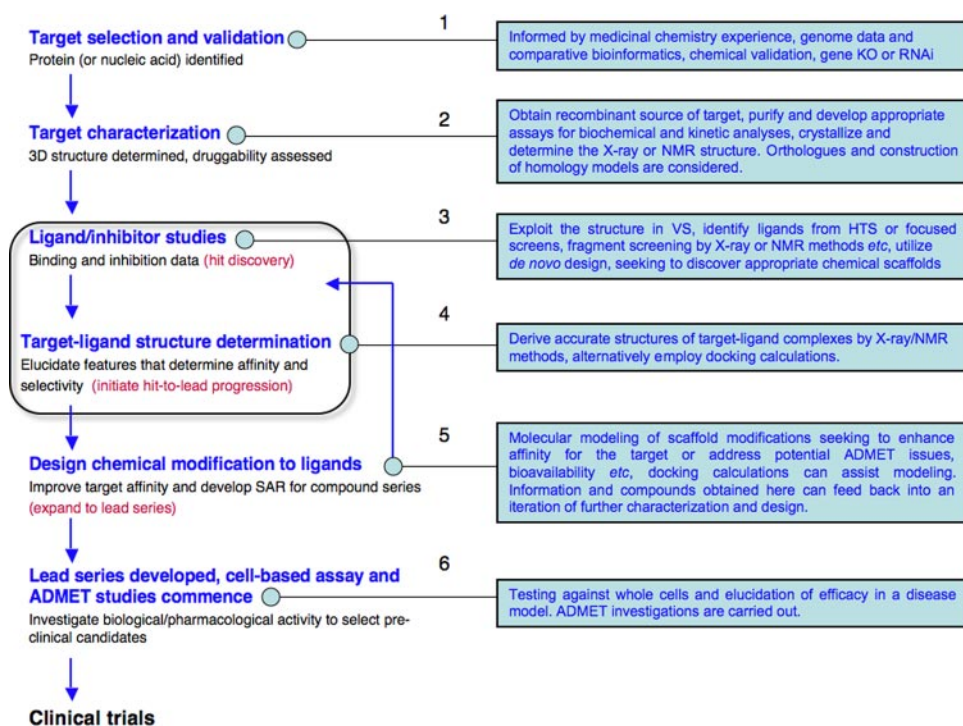 1
Target selection and validation
Protein (or nucleic acid) identified
Informed by medicinal chemistry experience, genome data and
comparative bioinformatics, chemical validation, gene KO or RNAi
2
Target characterization
3D structure determined, druggability assessed
Obtain recombinant source of target, purify and develop appropriate
assays for biochemical and kinetic analyses, crystallize and
determine the X-ray or NMR structure. Orthologues and construction
of homology models are considered.
3
Ligand/inhibitor studies
Binding and inhibition data (hit discovery)
Exploit the structure in VS, identify ligands from HTS or focused
screens, fragment screening by X-ray or NMR methods etc, utilize
de novo design, seeking to discover appropriate chemical scaffolds
4
Target-ligand structure determination
Elucidate features that determine affinity and
selectivity (initiate hit-to-lead progression)
Derive accurate structures of target-ligand complexes by X-ray/NMR
methods, alternatively employ docking calculations.
5
Design chemical modification to ligands
Improve target affinity and develop SAR for compound series
(expand to lead series)
Molecular modeling of scaffold modifications seeking to enhance
affinity for the target or address potential ADMET issues,
bioavailability etc, docking calculations can assist modeling.
Information and compounds obtained here can feed back into an
iteration of further characterization and design.
6
Lead series developed, cell-based assay and
ADMET studies commence
Investigate biological/pharmacological activity to select pre-
clinical candidates
Testing against whole cells and elucidation of efficacy in a disease
model. ADMET investigations are carried out.
Clinical trials